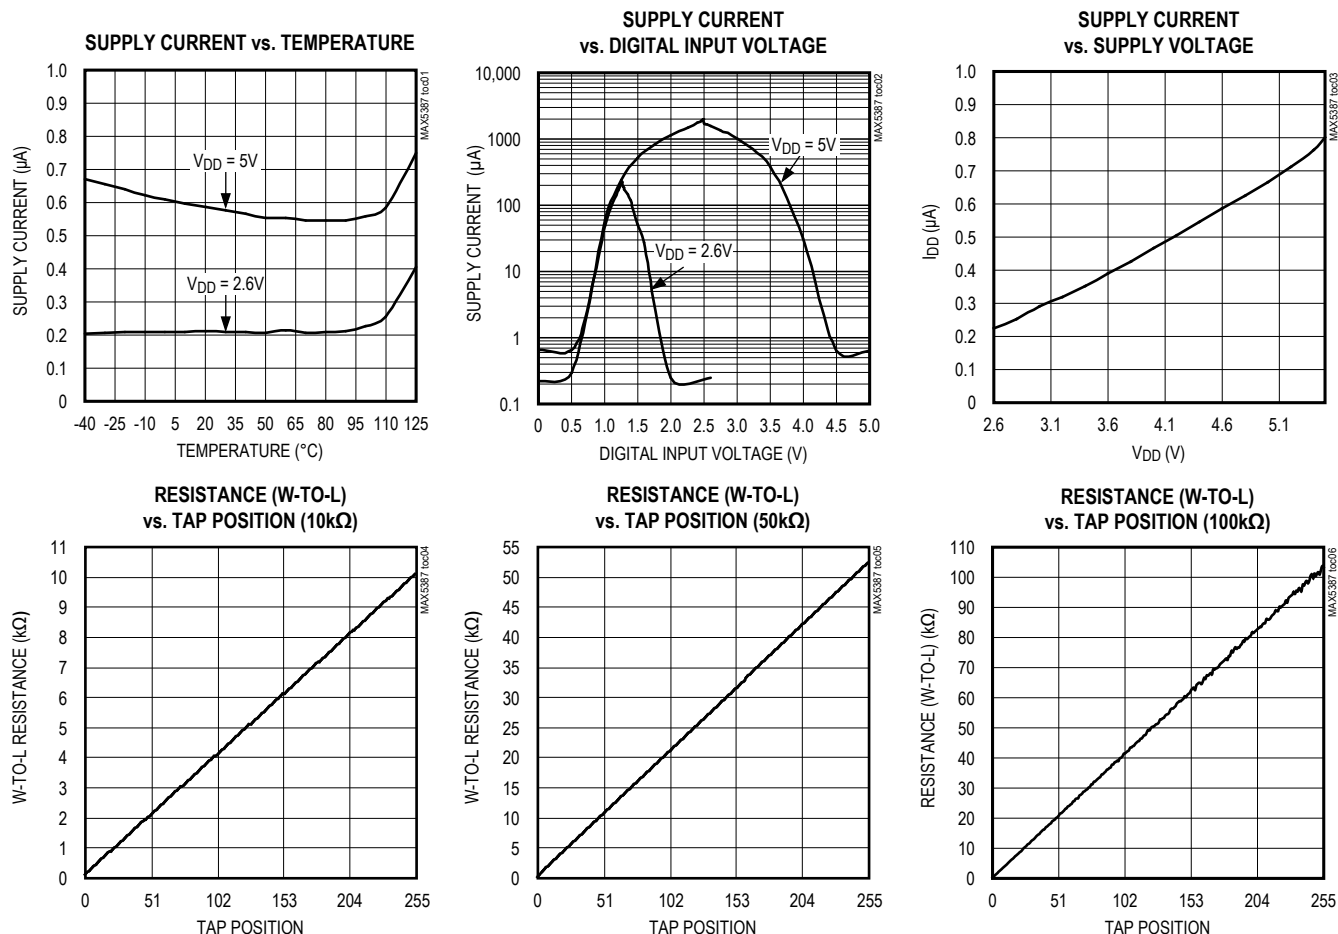 SUPPLY CURRENT vs. TEMPERATURE
1.0
0.9
0.8
0.7
0.6
0.5
0.4
0.3
0.2
0.1
0
SUPPLY CURRENT (µA)
VDD = 5V
VDD = 2.6V
MAX5387 toc01
-40 -25 -10 5 20 35 50 65 80 95 110 125
TEMPERATURE (°C)
SUPPLY CURRENT
vs. DIGITAL INPUT VOLTAGE
10,000
1000
100
10
1
0.1
SUPPLY CURRENT (µA)
VDD = 5V
VDD = 2.6V
MAX5387 toc02
0 0.5 1.0 1.5 2.0 2.5 3.0 3.5 4.0 4.5 5.0
DIGITAL INPUT VOLTAGE (V)
SUPPLY CURRENT
vs. SUPPLY VOLTAGE
1.0
0.9
0.8
0.7
0.6
0.5
0.4
0.3
0.2
0.1
0
IDD (µA)
MAX5387 toc03
2.6 3.1 3.6 4.1 4.6 5.1
VDD (V)
RESISTANCE (W-TO-L)
vs. TAP POSITION (10kΩ)
11
10
9
8
7
6
5
4
3
2
1
0
W-TO-L RESISTANCE (kΩ)
MAX5387 toc04
0 51 102 153 204 255
TAP POSITION
RESISTANCE (W-TO-L)
vs. TAP POSITION (50kΩ)
55
50
45
40
35
30
25
20
15
10
5
0
W-TO-L RESISTANCE (kΩ)
MAX5387 toc05
0 51 102 153 204 255
TAP POSITION
RESISTANCE (W-TO-L)
vs. TAP POSITION (100kΩ)
110
100
90
80
70
60
50
40
30
20
10
0
RESISTANCE (W-TO-L) (kΩ)
MAX5387 toc06
0 51 102 153 204 255
TAP POSITION